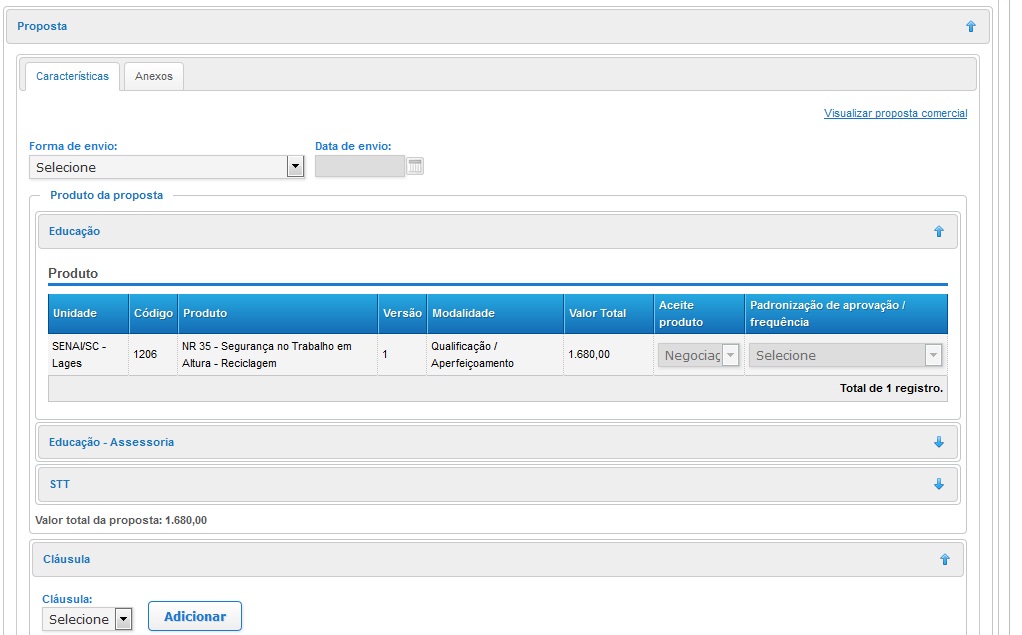 Proposta
Características Anexos
Visualizar proposta comercial
Forma de envio: Data de envio:
Selecione
Produto da proposta
Educação
Produto
Unidade Código Produto Versão Modalidade Valor Total Aceite produto Padronização de aprovação / frequência
SENAI/SC - Lages 1206 NR 35 - Segurança no Trabalho em Altura - Reciclagem 1 Qualificação / Aperfeiçoamento 1.680,00 Negociaç Selecione
Total de 1 registro.
Educação - Assessoria
STT
Valor total da proposta: 1.680,00
Cláusula
Cláusula:
Selecione Adicionar